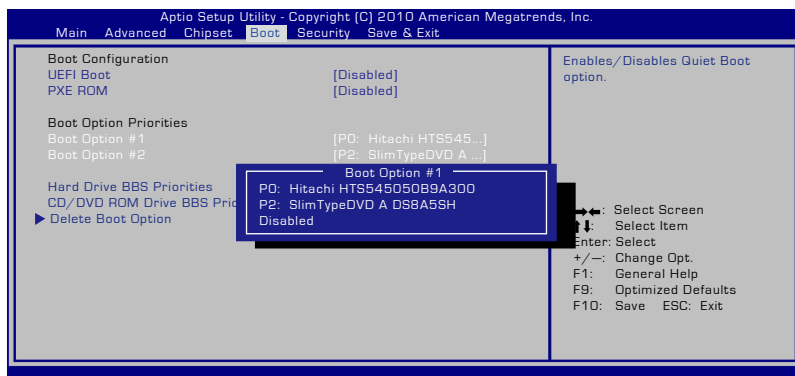 Aptio Setup Utility - Copyright (C) 2010 American Megatrends, Inc.
Main Advanced Chipset Boot Security Save & Exit
Boot Configuration
UEFI Boot [Disabled]
PXE ROM [Disabled]
Boot Option Priorities
Boot Option #1 [P0: Hitachi HTS545...]
Boot Option #2 [P2: SlimTypeDVD A ...]
Hard Drive BBS Priorities
CD/DVD ROM Drive BBS
Delete Boot Option
Boot Option #1
P0: Hitachi HTS545050B9A300
P2: SlimTypeDVD A DS8A5SH
Disabled
Enables/Disables Quiet Boot
option.
→←: Select Screen
↑↓: Select Item
Enter: Select
+/—: Change Opt.
F1: General Help
F9: Optimized Defaults
F10: Save ESC: Exit